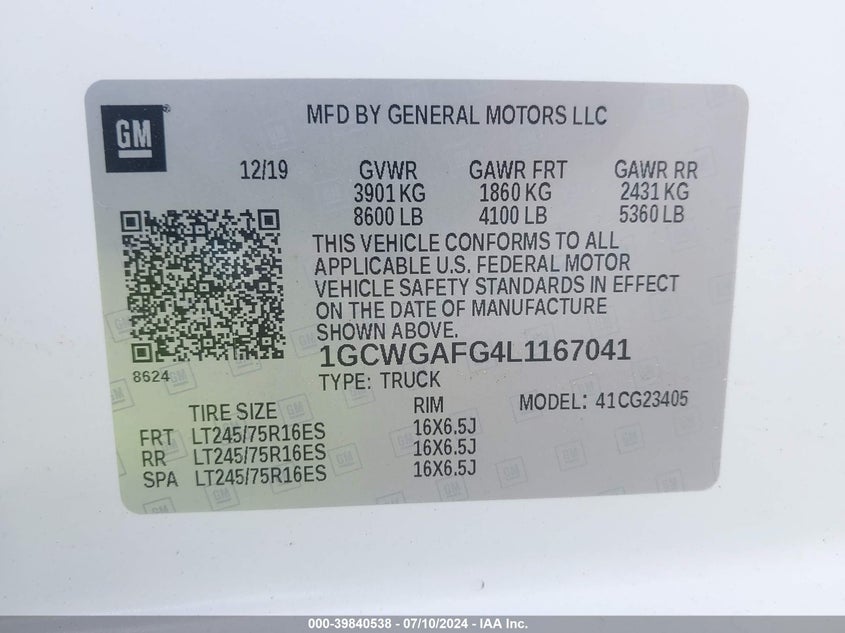 GM
MFD BY GENERAL MOTORS LLC
12/19 GVWR GAWR FRT GAWR RR
3901 KG 1860 KG 2431 KG
8600 LB 4100 LB 5360 LB
THIS VEHICLE CONFORMS TO ALL
APPLICABLE U.S. FEDERAL MOTOR
VEHICLE SAFETY STANDARDS IN EFFECT
ON THE DATE OF MANUFACTURE
SHOWN ABOVE.
8624
1GCWGAFG4L1167041
TYPE: TRUCK
TIRE SIZE RIM MODEL: 41CG23405
FRT LT245/75R16ES 16X6.5J
RR LT245/75R16ES 16X6.5J
SPA LT245/75R16ES 16X6.5J
000-39840538 - 07/10/2024 - IAA Inc.